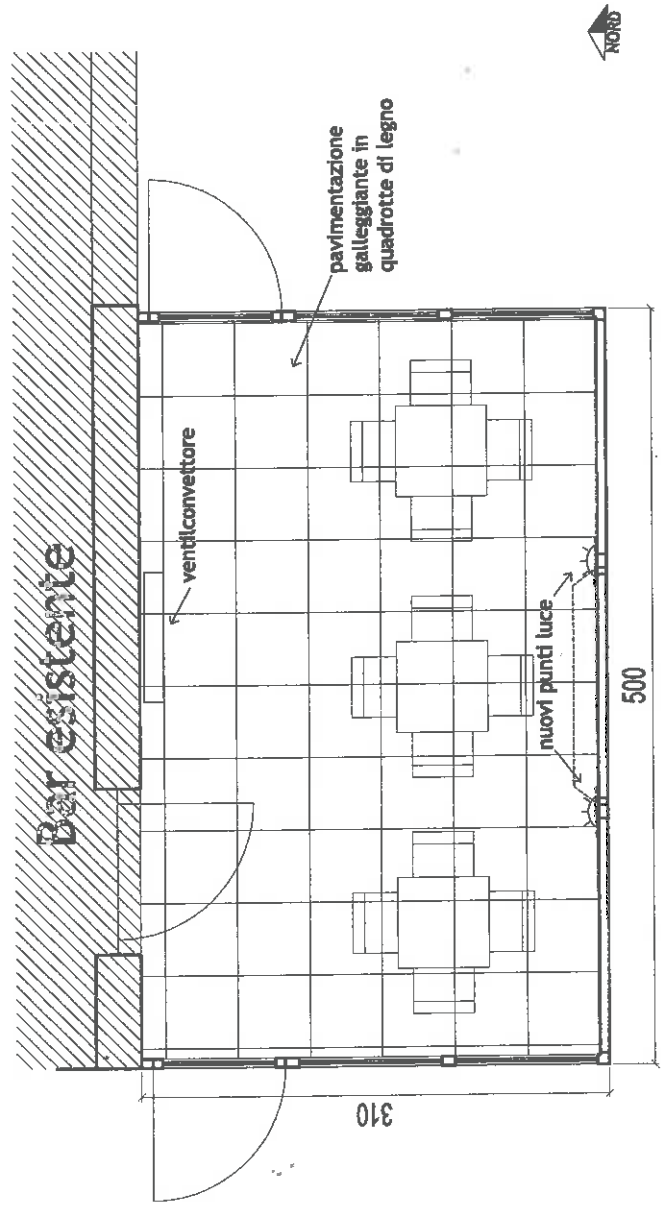 Bar esistente
NORD
ventilconvettore
pavimentazione
galleggiante in
quadrotte di legno
nuovi punti luce
310
500